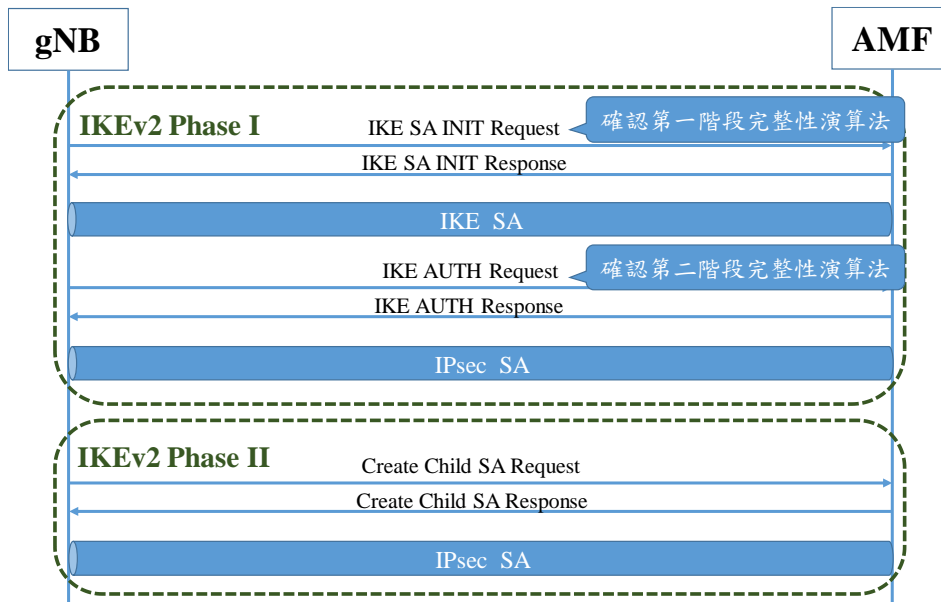 gNB
AMF
IKEv2 Phase I
IKE SA INIT Request
確認第一階段完整性演算法
IKE SA INIT Response
IKE SA
IKE AUTH Request
確認第二階段完整性演算法
IKE AUTH Response
IPsec SA
IKEv2 Phase II
Create Child SA Request
Create Child SA Response
IPsec SA